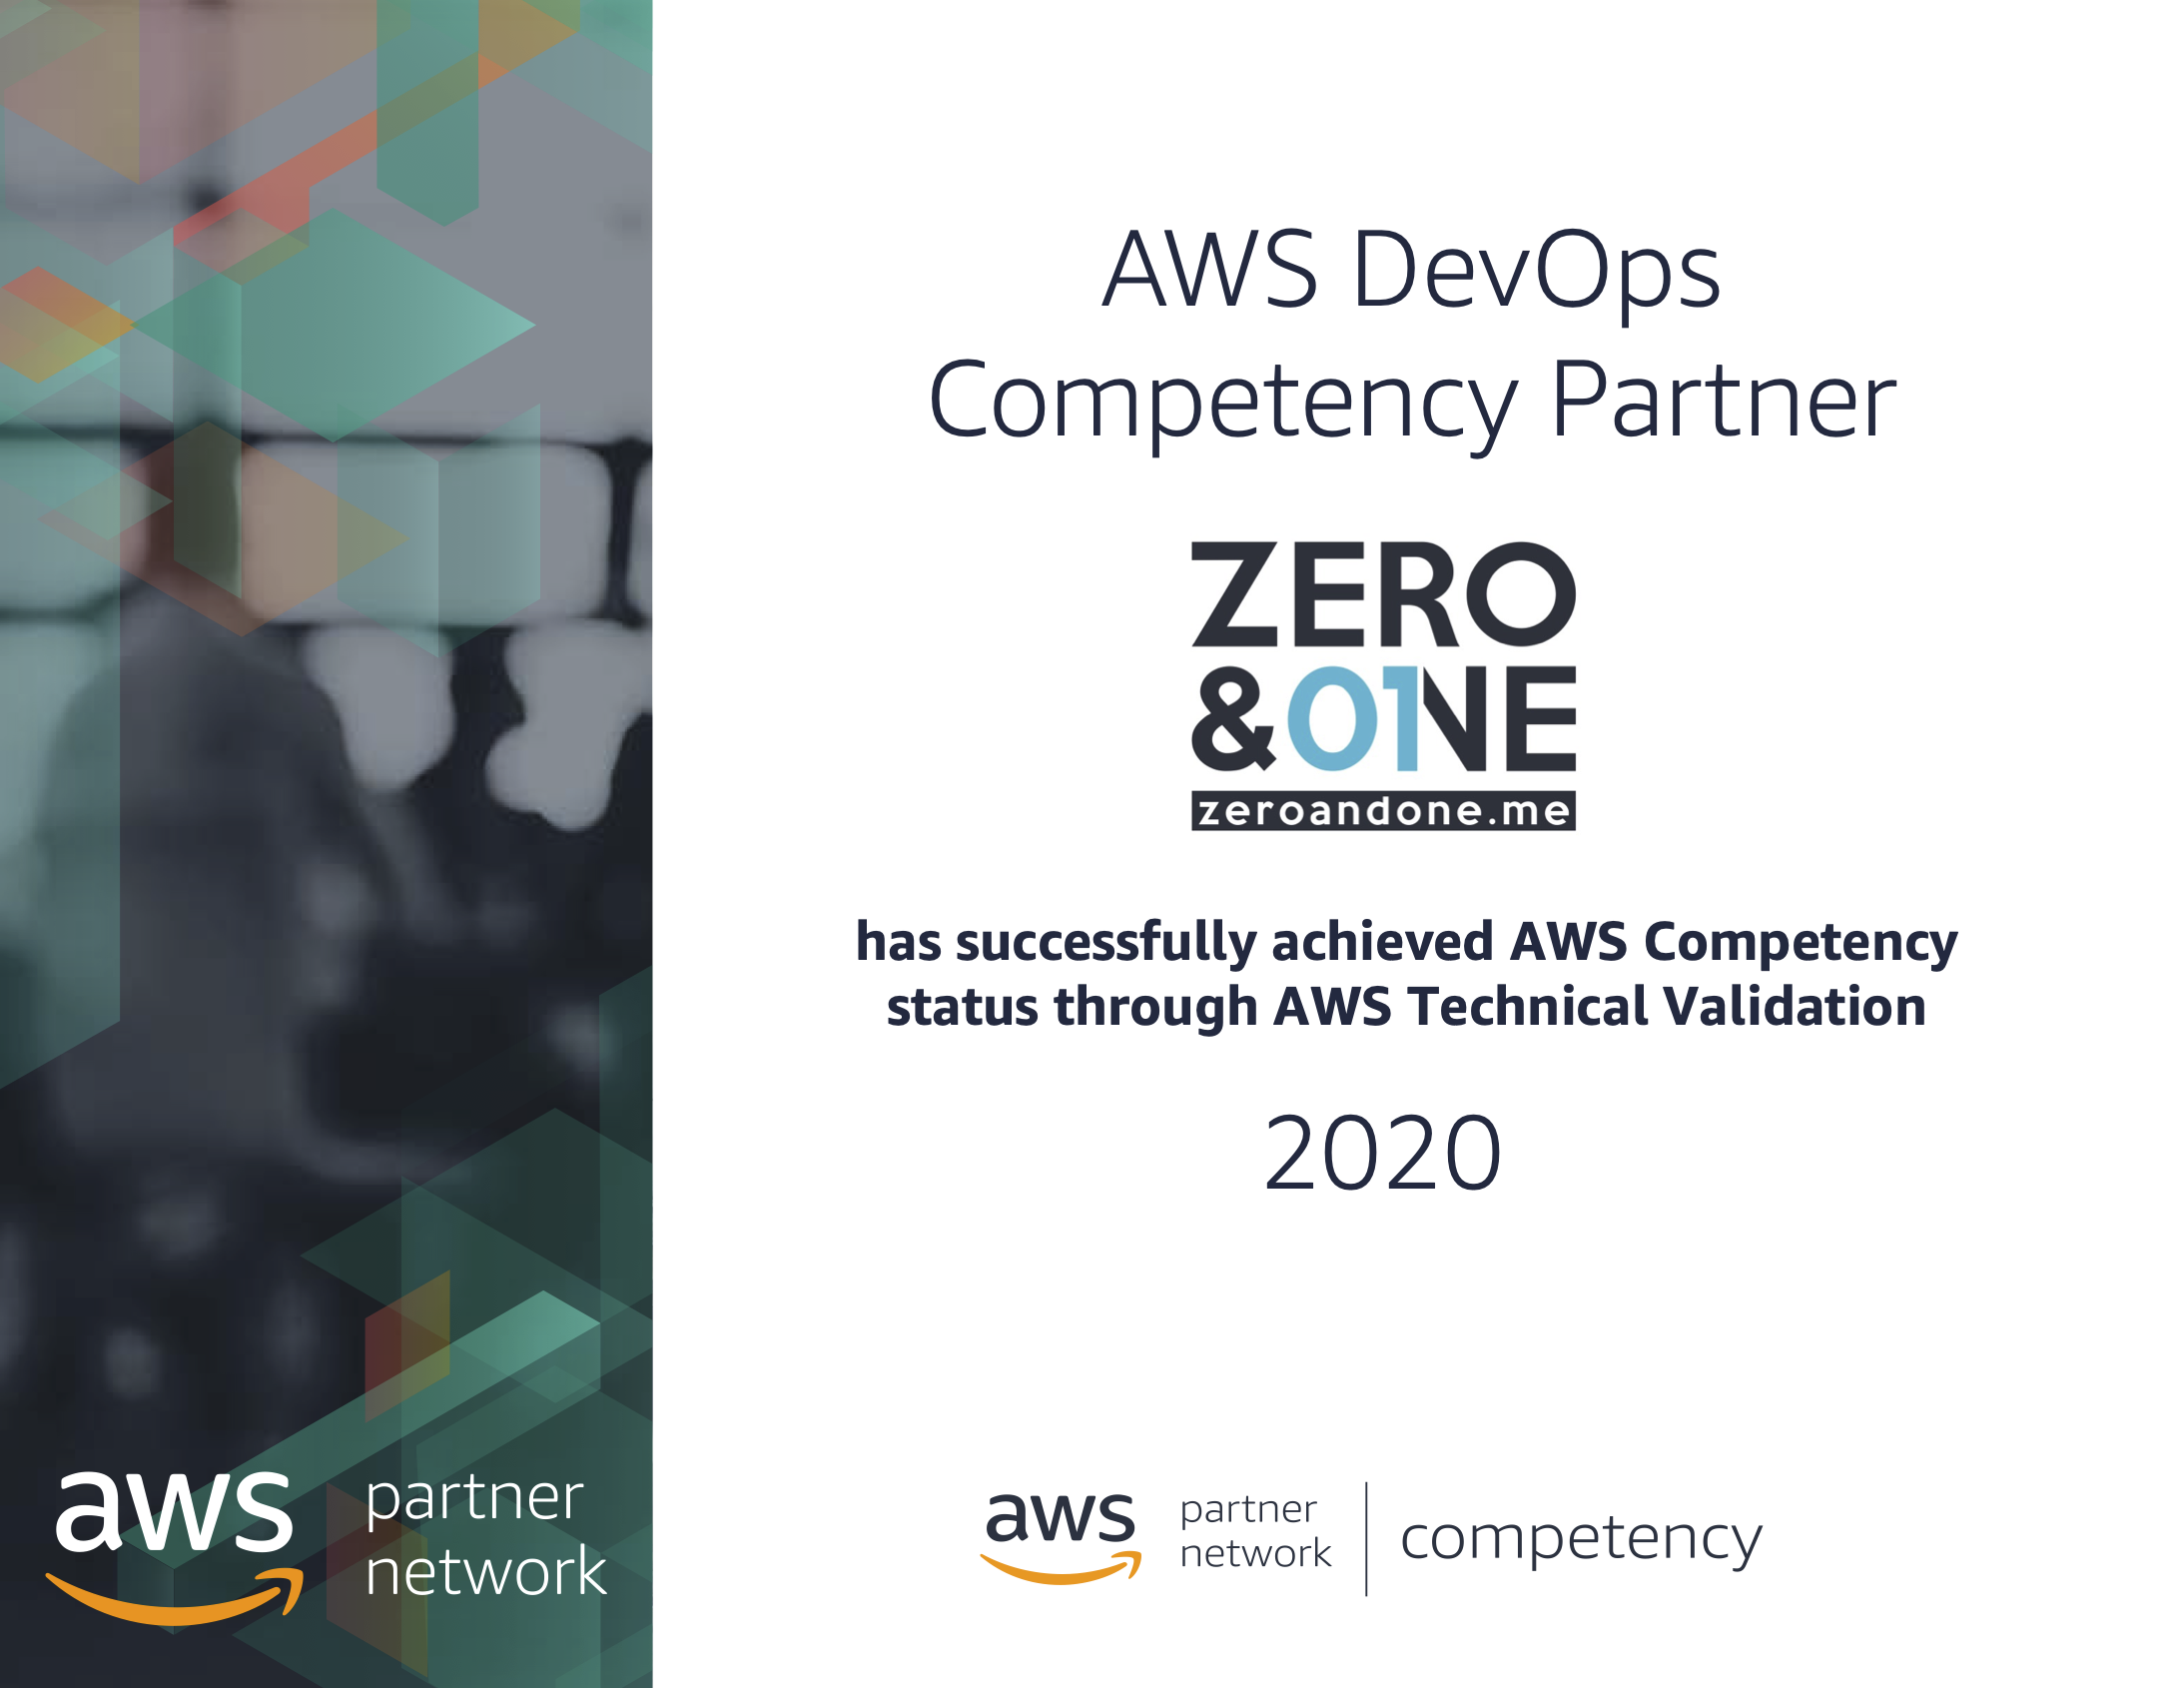 AWS DevOps
Competency Partner
ZERO
&01NE
zeroandone.me
has successfully achieved AWS Competency
status through AWS Technical Validation
2020
aws partner
network
aws partner
network
competency